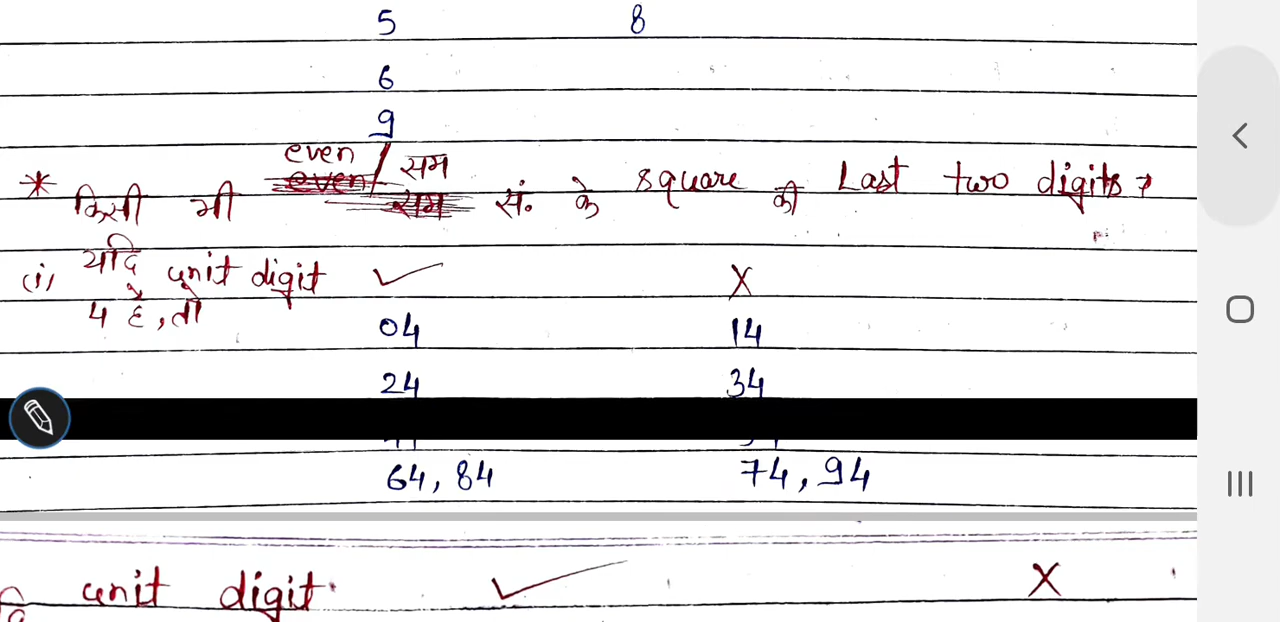 5 8
6
9
even / सम
* किसी भी सं. के square की Last two digits →
(i) यदि unit digit ✓ X
4 है, तो
04 14
24 34
64, 84 74, 94
unit digit ✓ X